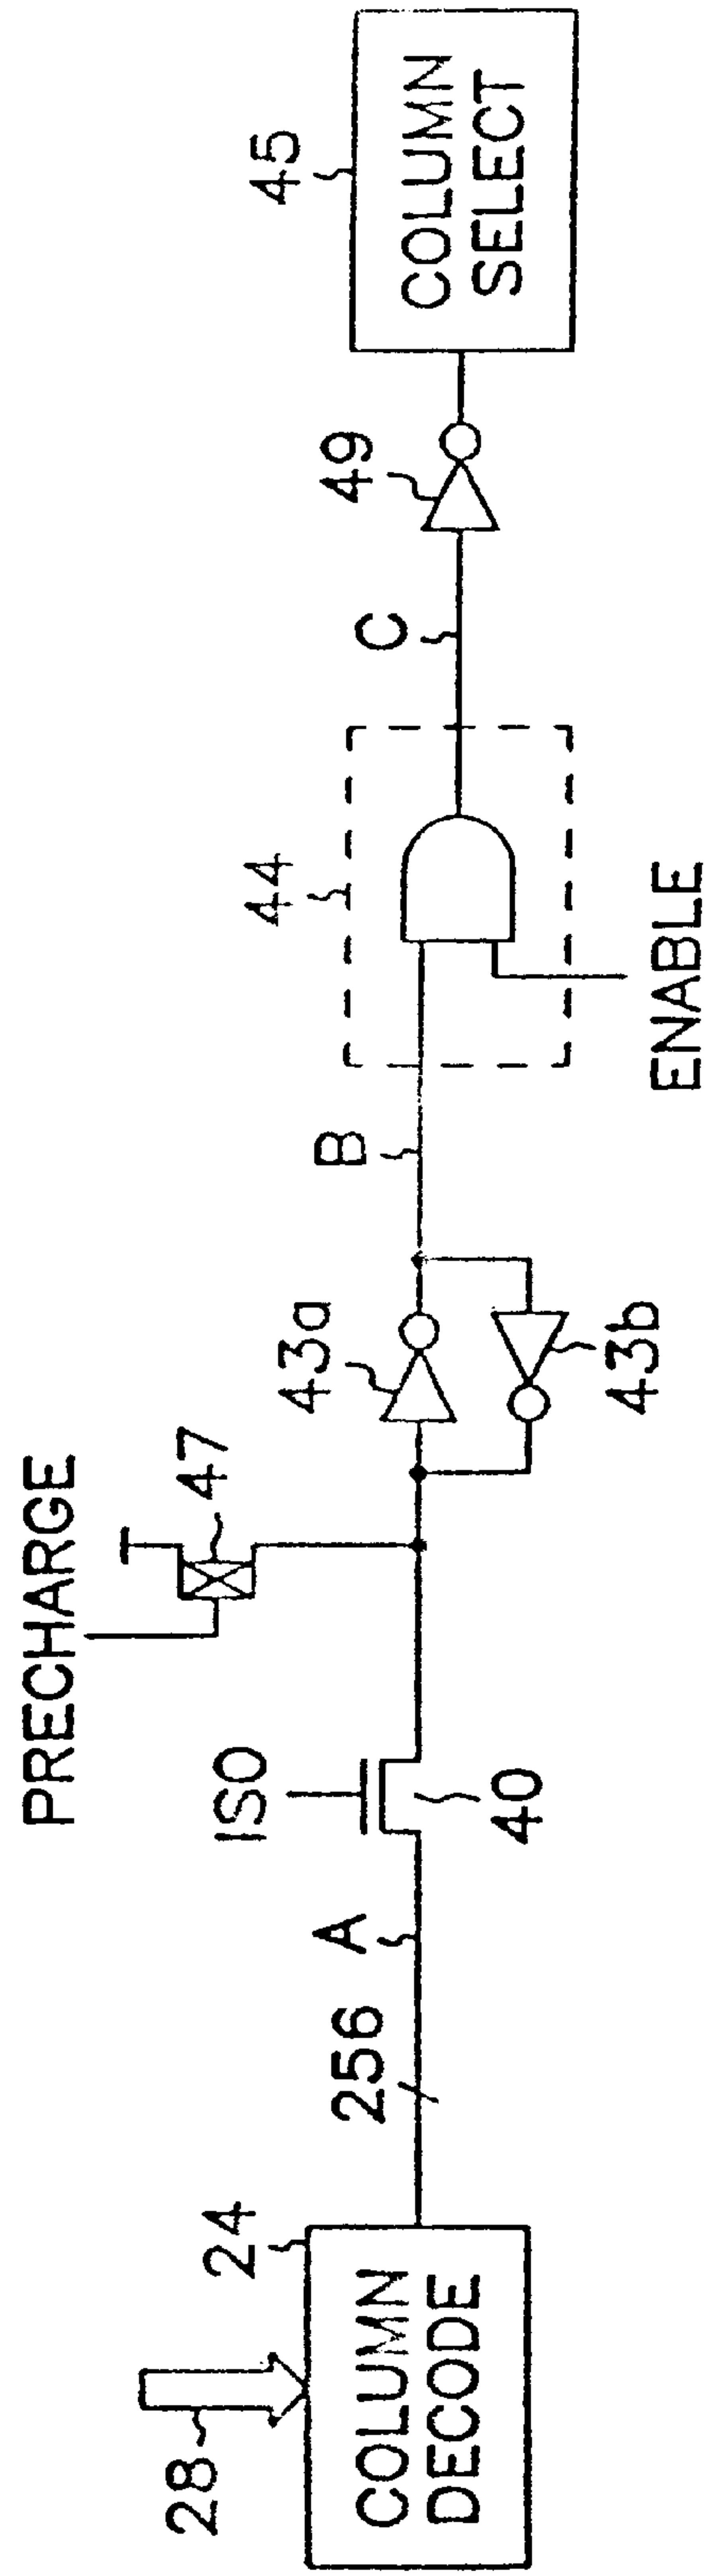 PRECHARGE
28
24
256
A
ISO
40
47
43a
43b
B
44
C
49
45
COLUMN
DECODE
ENABLE
COLUMN
SELECT